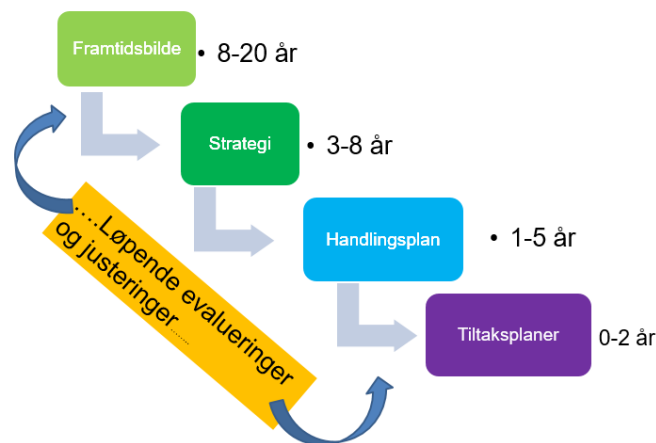 Framtidsbilde
• 8-20 år
Strategi
• 3-8 år
Handlingsplan
• 1-5 år
Tiltaksplaner
0-2 år
.....Løpende evalueringer
og justeringer........